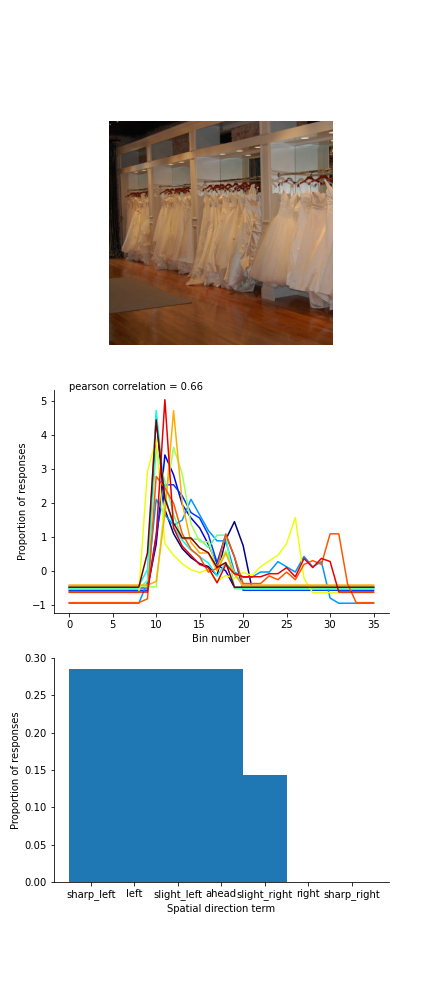 pearson correlation = 0.66
5
4
3
2
1
0
−1
Proportion of responses
0 5 10 15 20 25 30 35
Bin number
0.30
0.25
0.20
0.15
0.10
0.05
0.00
Proportion of responses
sharp_left left slight_left ahead slight_right right sharp_right
Spatial direction term